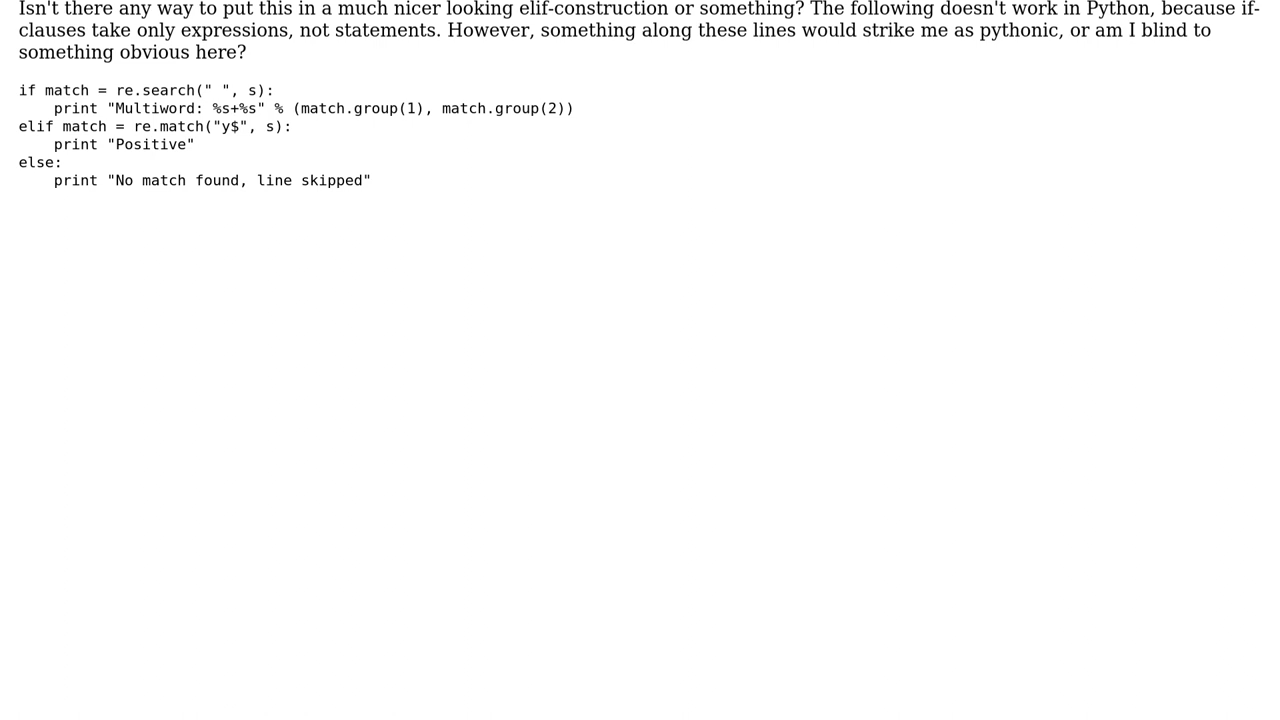 Isn't there any way to put this in a much nicer looking elif-construction or something? The following doesn't work in Python, because if-
clauses take only expressions, not statements. However, something along these lines would strike me as pythonic, or am I blind to
something obvious here?
if match = re.search(" ", s):
    print "Multiword: %s+%s" % (match.group(1), match.group(2))
elif match = re.match("y$", s):
    print "Positive"
else:
    print "No match found, line skipped"